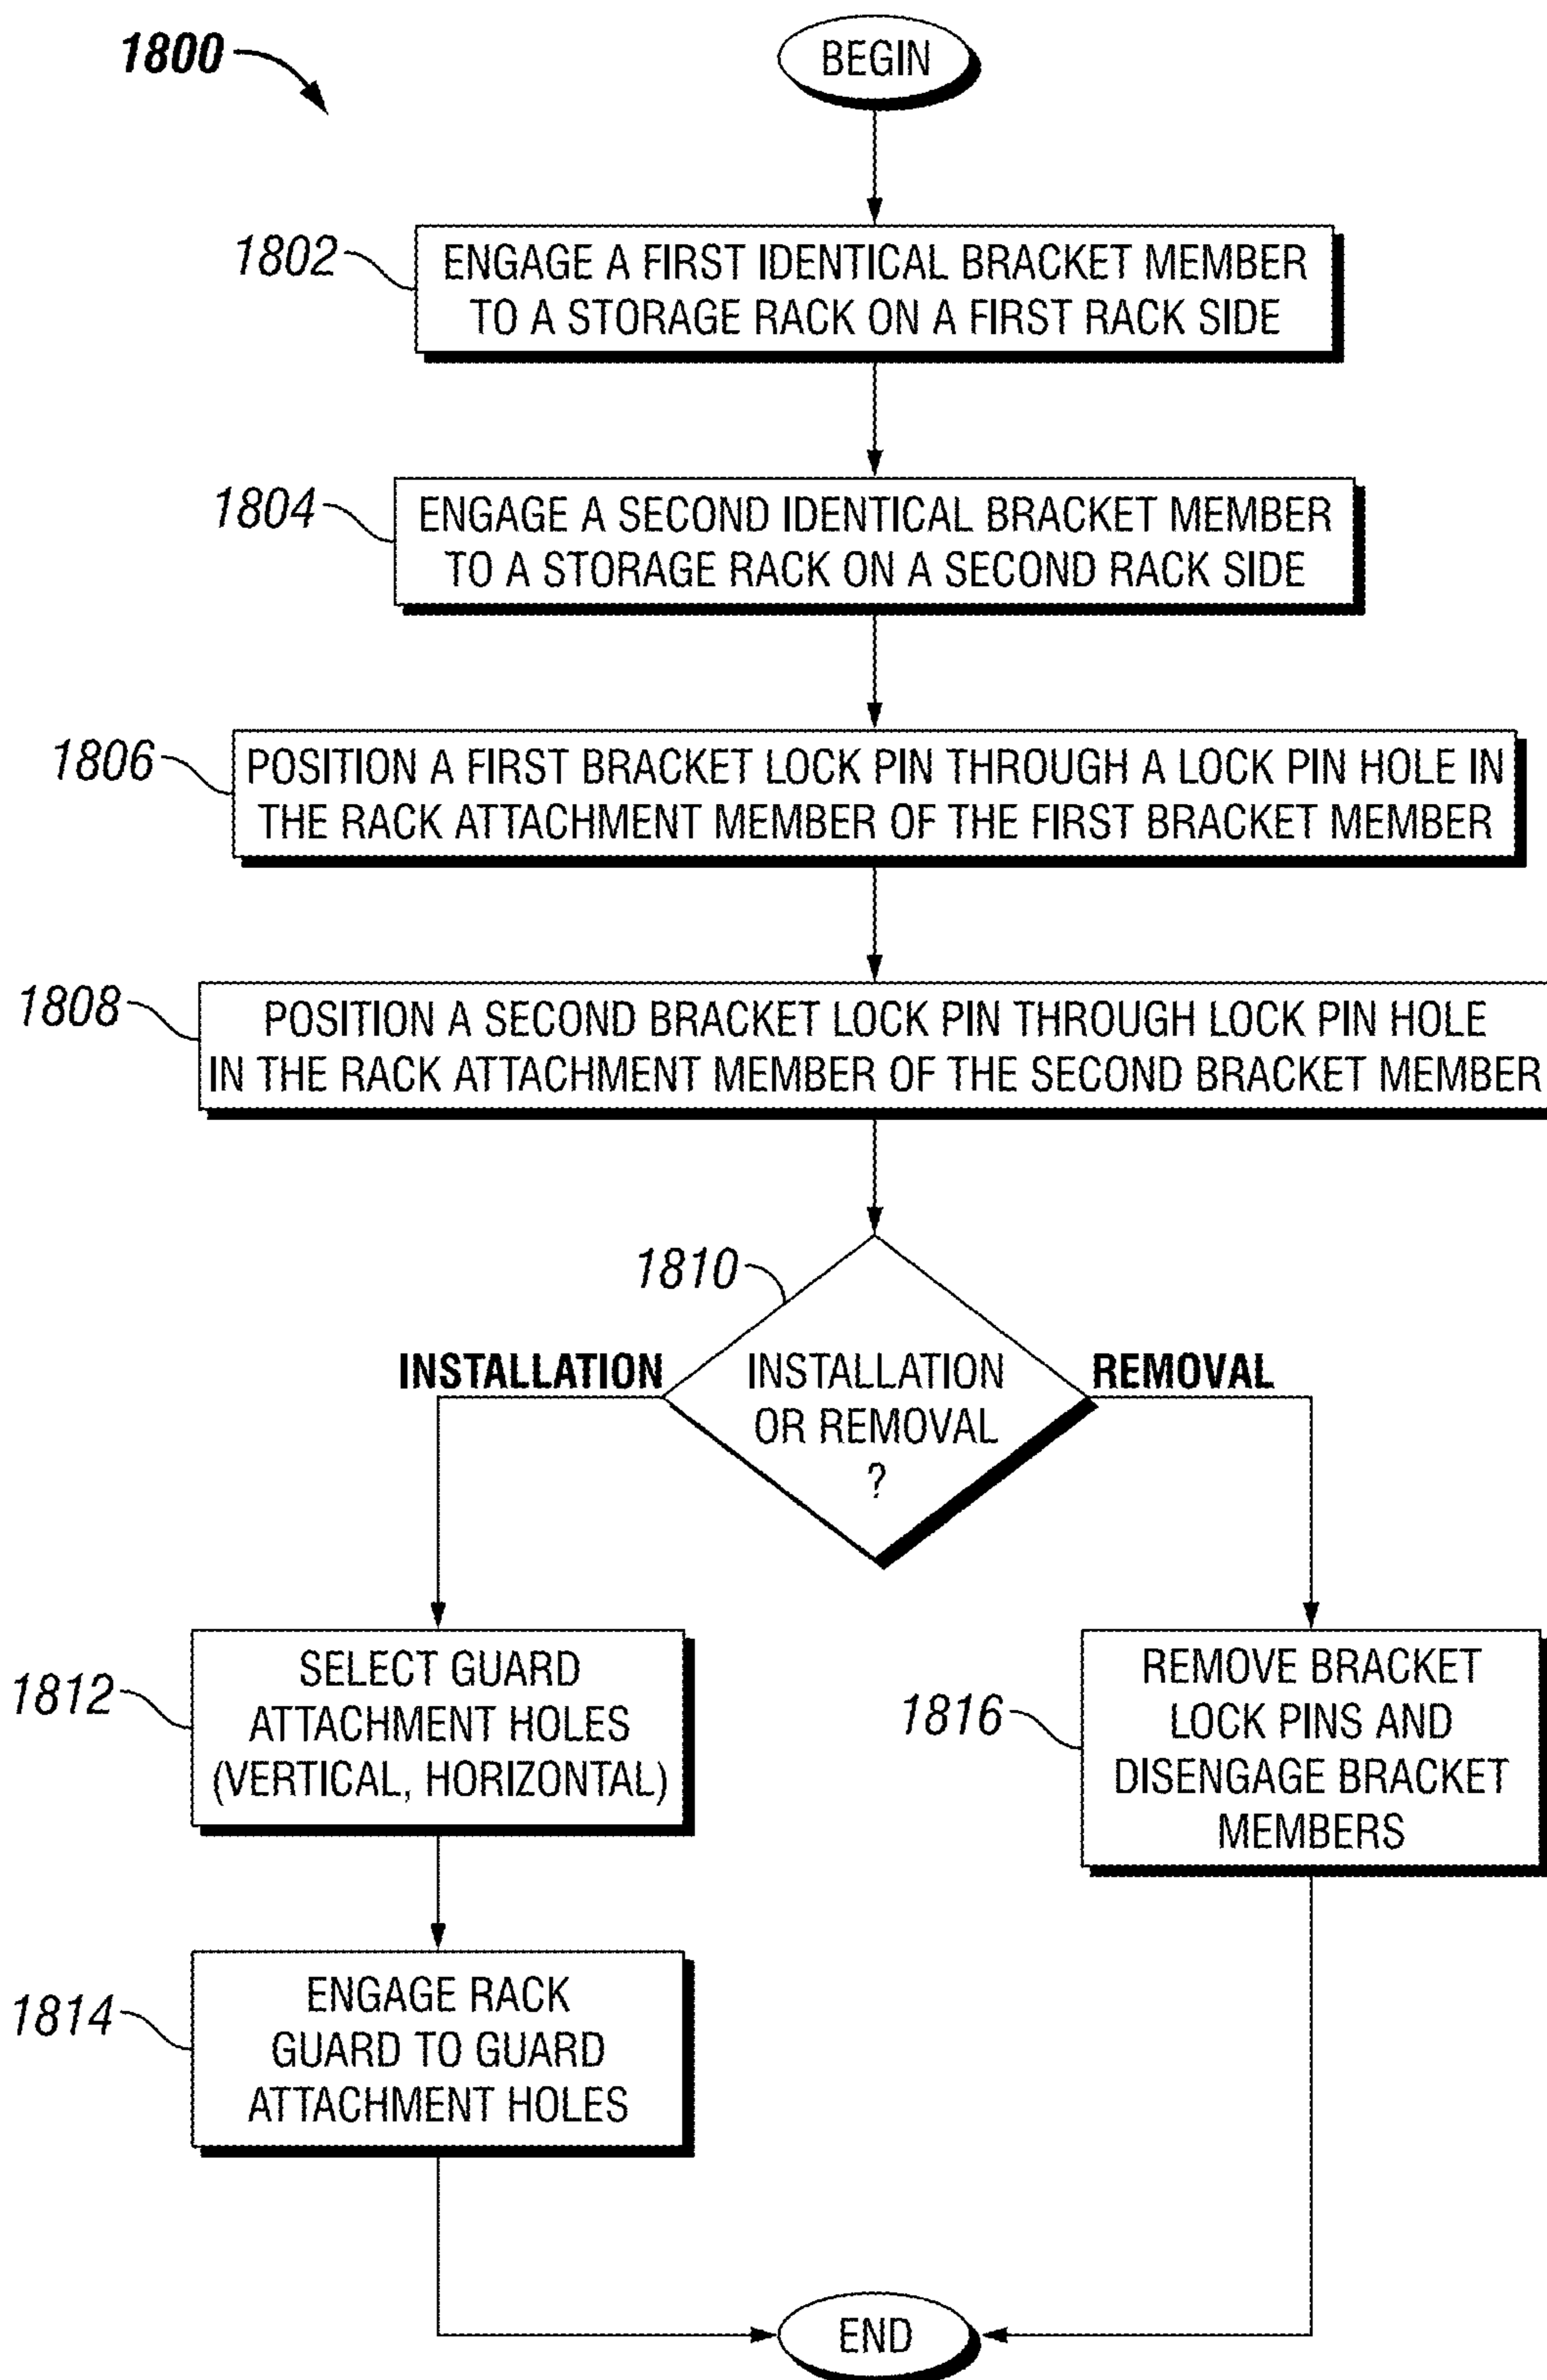 1800
BEGIN
1802
ENGAGE A FIRST IDENTICAL BRACKET MEMBER
TO A STORAGE RACK ON A FIRST RACK SIDE
1804
ENGAGE A SECOND IDENTICAL BRACKET MEMBER
TO A STORAGE RACK ON A SECOND RACK SIDE
1806
POSITION A FIRST BRACKET LOCK PIN THROUGH A LOCK PIN HOLE IN
THE RACK ATTACHMENT MEMBER OF THE FIRST BRACKET MEMBER
1808
POSITION A SECOND BRACKET LOCK PIN THROUGH LOCK PIN HOLE
IN THE RACK ATTACHMENT MEMBER OF THE SECOND BRACKET MEMBER
1810
INSTALLATION
INSTALLATION
OR REMOVAL
?
REMOVAL
1812
SELECT GUARD
ATTACHMENT HOLES
(VERTICAL, HORIZONTAL)
1816
REMOVE BRACKET
LOCK PINS AND
DISENGAGE BRACKET
MEMBERS
1814
ENGAGE RACK
GUARD TO GUARD
ATTACHMENT HOLES
END